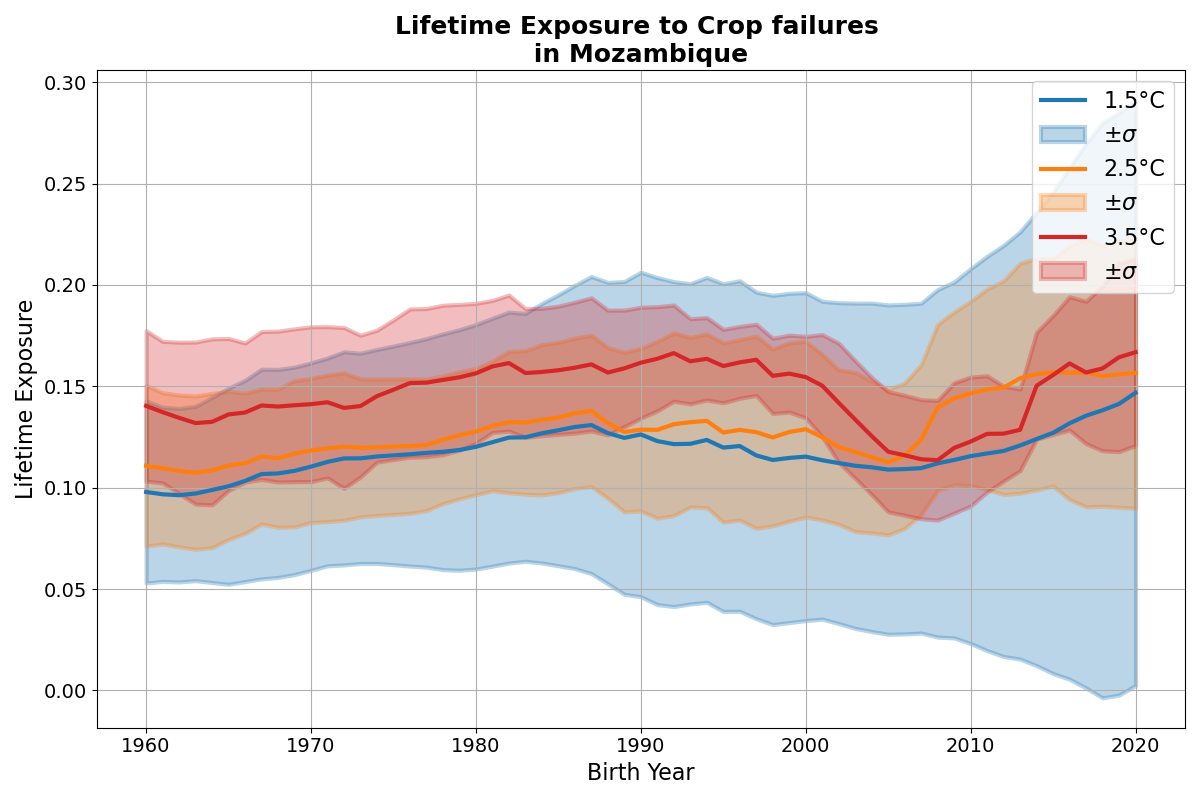 Lifetime Exposure to Crop failures
in Mozambique
Lifetime Exposure
0.30
0.25
0.20
0.15
0.10
0.05
0.00
1.5°C
±σ
2.5°C
±σ
3.5°C
±σ
1960 1970 1980 1990 2000 2010 2020
Birth Year